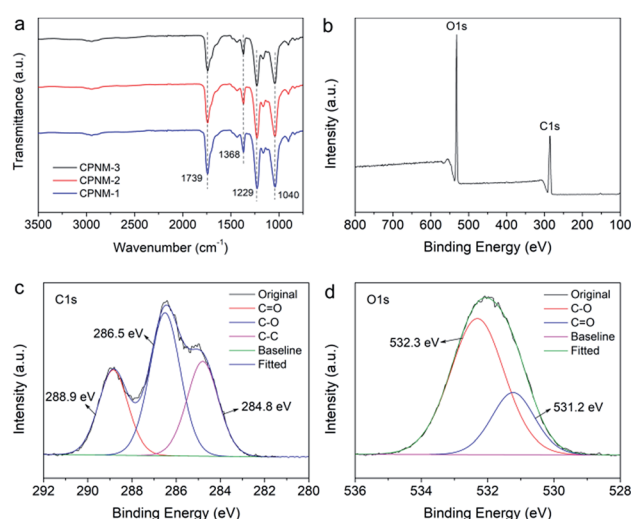 a
Transmittance (a.u.)
CPNM-3
CPNM-2
CPNM-1
1739
1368
1229
1040
3500 3000 2500 2000 1500 1000
Wavenumber (cm⁻¹)
b
Intensity (a.u.)
O1s
C1s
800 700 600 500 400 300 200 100
Binding Energy (eV)
c
C1s
Intensity (a.u.)
288.9 eV
286.5 eV
284.8 eV
Original
C=O
C-O
C-C
Baseline
Fitted
292 290 288 286 284 282 280
Binding Energy (eV)
d
O1s
Intensity (a.u.)
532.3 eV
531.2 eV
Original
C-O
C=O
Baseline
Fitted
536 534 532 530 528
Binding Energy (eV)